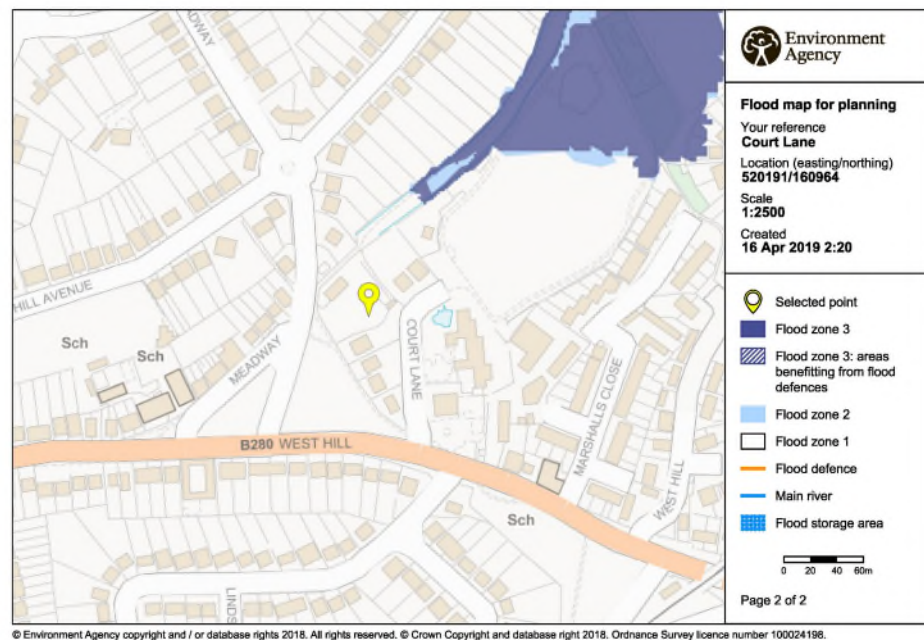 MEADWAY
HILL AVENUE
Sch
Sch
MEADWAY
COURT LANE
B280 WEST HILL
MARSHALLS CLOSE
WEST HILL
Sch
LINDS
Environment
Agency
Flood map for planning
Your reference
Court Lane
Location (easting/northing)
520191/160964
Scale
1:2500
Created
16 Apr 2019 2:20
Selected point
Flood zone 3
Flood zone 3: areas
benefitting from flood
defences
Flood zone 2
Flood zone 1
Flood defence
Main river
Flood storage area
0 20 40 60m
Page 2 of 2
© Environment Agency copyright and / or database rights 2018. All rights reserved. © Crown Copyright and database right 2018. Ordnance Survey licence number 100024198.